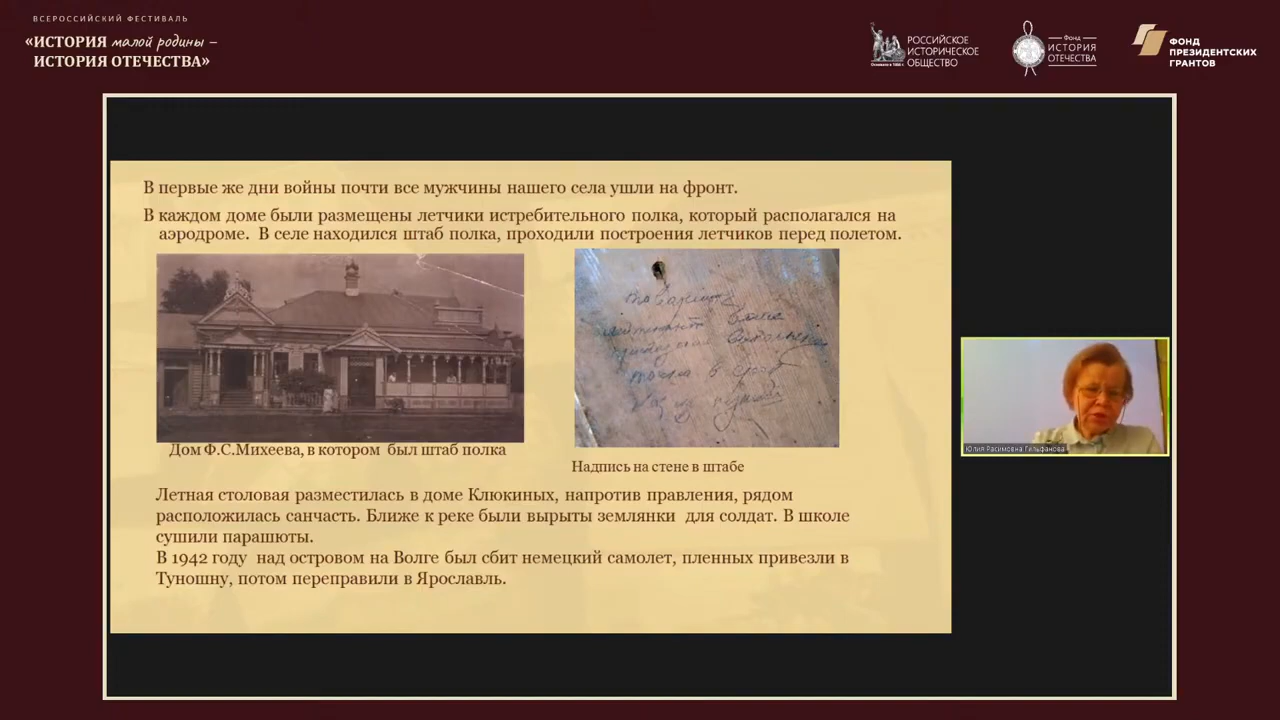 ВСЕРОССИЙСКИЙ ФЕСТИВАЛЬ
«ИСТОРИЯ малой родины –
ИСТОРИЯ ОТЕЧЕСТВА»
РОССИЙСКОЕ
ИСТОРИЧЕСКОЕ
ОБЩЕСТВО
Основано в 1866 г
Фонд
ИСТОРИЯ
ОТЕЧЕСТВА
ФОНД
ПРЕЗИДЕНТСКИХ
ГРАНТОВ
В первые же дни войны почти все мужчины нашего села ушли на фронт.
В каждом доме были размещены летчики истребительного полка, который располагался на
аэродроме. В селе находился штаб полка, проходили построения летчиков перед полетом.
Дом Ф.С.Михеева, в котором был штаб полка
Надпись на стене в штабе
Летная столовая разместилась в доме Клюкиных, напротив правления, рядом
расположилась санчасть. Ближе к реке были вырыты землянки для солдат. В школе
сушили парашюты.
В 1942 году над островом на Волге был сбит немецкий самолет, пленных привезли в
Туношну, потом переправили в Ярославль.
Юлия Расимовна Гельфанова